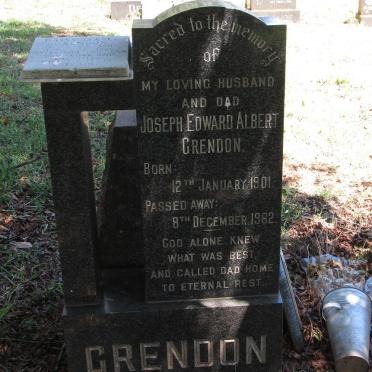 Sacred to the memory
of
MY LOVING HUSBAND
AND DAD
JOSEPH EDWARD ALBERT
GRENDON.
BORN:
12TH JANUARY, 1901
PASSED AWAY:
8TH DECEMBER, 1962
GOD ALONE KNEW
WHAT WAS BEST,
AND CALLED DAD HOME
TO ETERNAL REST.
GRENDON